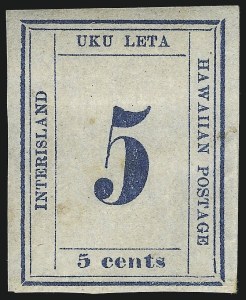 UKU LETA
INTERISLAND
5
HAWAIIAN POSTAGE
5 cents